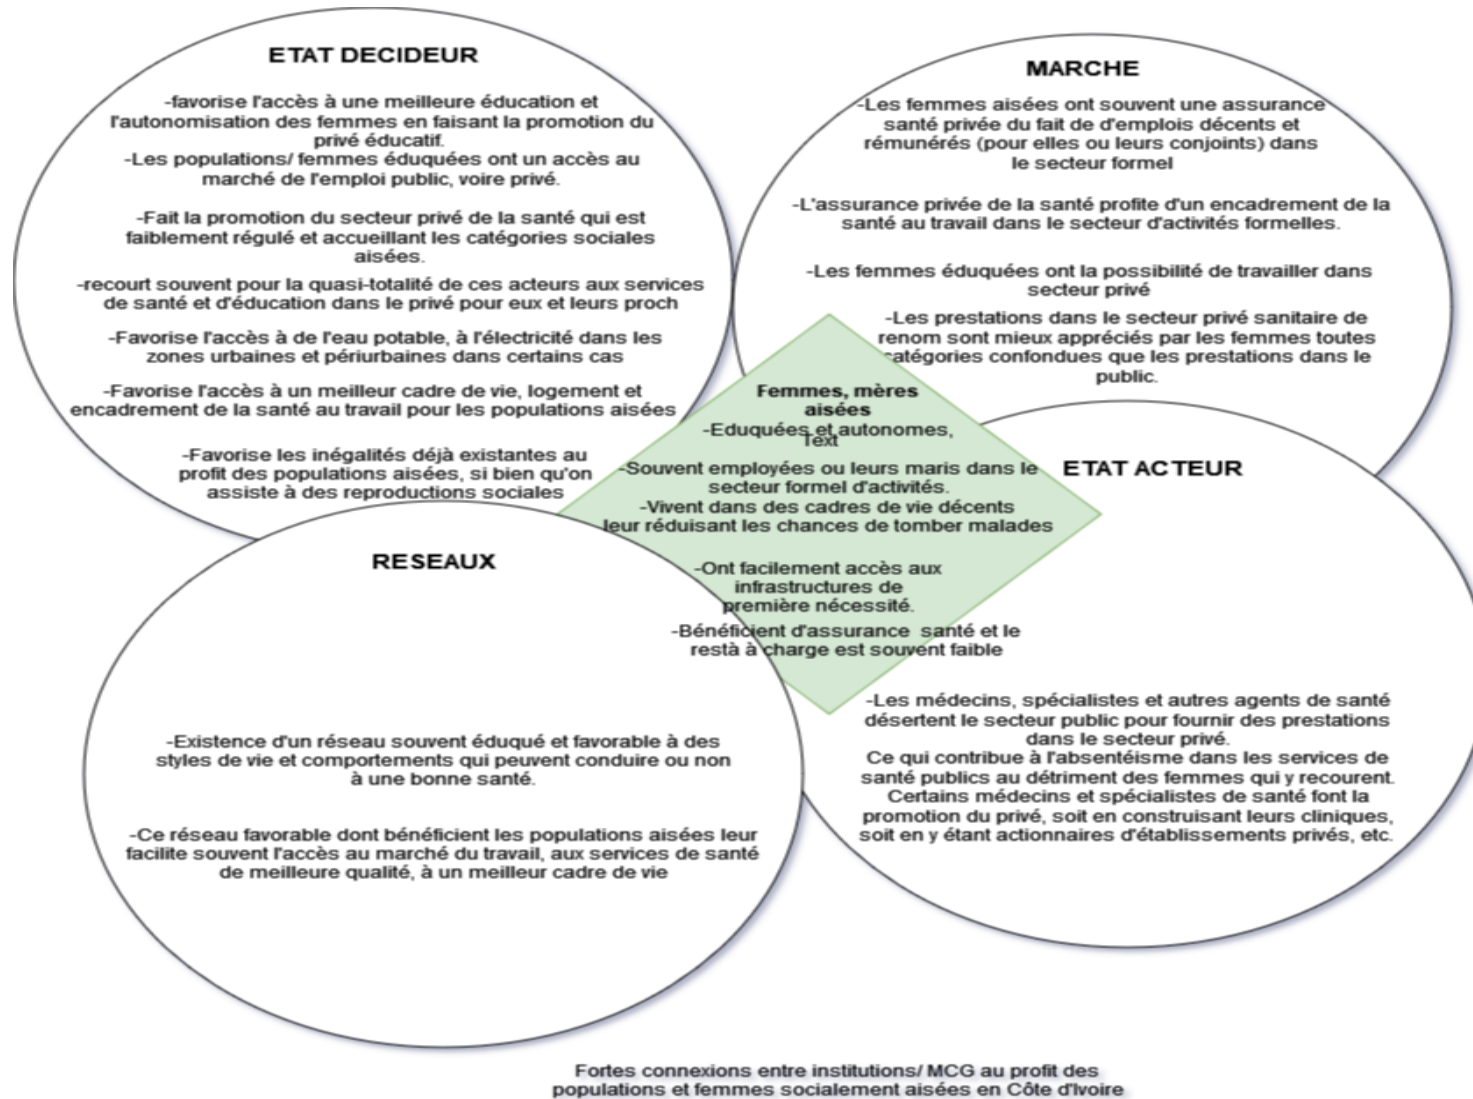 ETAT DECIDEUR
-favorise l'accès à une meilleure éducation et
l'autonomisation des femmes en faisant la promotion du
privé éducatif.
-Les populations/ femmes éduquées ont un accès au
marché de l'emploi public, voire privé.
-Fait la promotion du secteur privé de la santé qui est
faiblement régulé et accueillant les catégories sociales
aisées.
-recourt souvent pour la quasi-totalité de ces acteurs aux services
de santé et d'éducation dans le privé pour eux et leurs proch
-Favorise l'accès à de l'eau potable, à l'électricité dans les
zones urbaines et périurbaines dans certains cas
-Favorise l'accès à un meilleur cadre de vie, logement et
encadrement de la santé au travail pour les populations aisées
-Favorise les inégalités déjà existantes au
profit des populations aisées, si bien qu'on
assiste à des reproductions sociales
MARCHE
-Les femmes aisées ont souvent une assurance
santé privée du fait de d'emplois décents et
rémunérés (pour elles ou leurs conjoints) dans
le secteur formel
-L'assurance privée de la santé profite d'un encadrement de la
santé au travail dans le secteur d'activités formelles.
-Les femmes éduquées ont la possibilité de travailler dans
secteur privé
-Les prestations dans le secteur privé sanitaire de
renom sont mieux appréciés par les femmes toutes
catégories confondues que les prestations dans le
public.
Femmes, mères
aisées
-Eduquées et autonomes,
Text
-Souvent employées ou leurs maris dans le
secteur formel d'activités.
-Vivent dans des cadres de vie décents
leur réduisant les chances de tomber malades
-Ont facilement accès aux
infrastructures de
première nécessité.
-Bénéficient d'assurance santé et le
restà à charge est souvent faible
ETAT ACTEUR
-Les médecins, spécialistes et autres agents de santé
désertent le secteur public pour fournir des prestations
dans le secteur privé.
Ce qui contribue à l'absentéisme dans les services de
santé publics au détriment des femmes qui y recourent.
Certains médecins et spécialistes de santé font la
promotion du privé, soit en construisant leurs cliniques,
soit en y étant actionnaires d'établissements privés, etc.
RESEAUX
-Existence d'un réseau souvent éduqué et favorable à des
styles de vie et comportements qui peuvent conduire ou non
à une bonne santé.
-Ce réseau favorable dont bénéficient les populations aisées leur
facilite souvent l'accès au marché du travail, aux services de santé
de meilleure qualité, à un meilleur cadre de vie
Fortes connexions entre institutions/ MCG au profit des
populations et femmes socialement aisées en Côte d'Ivoire